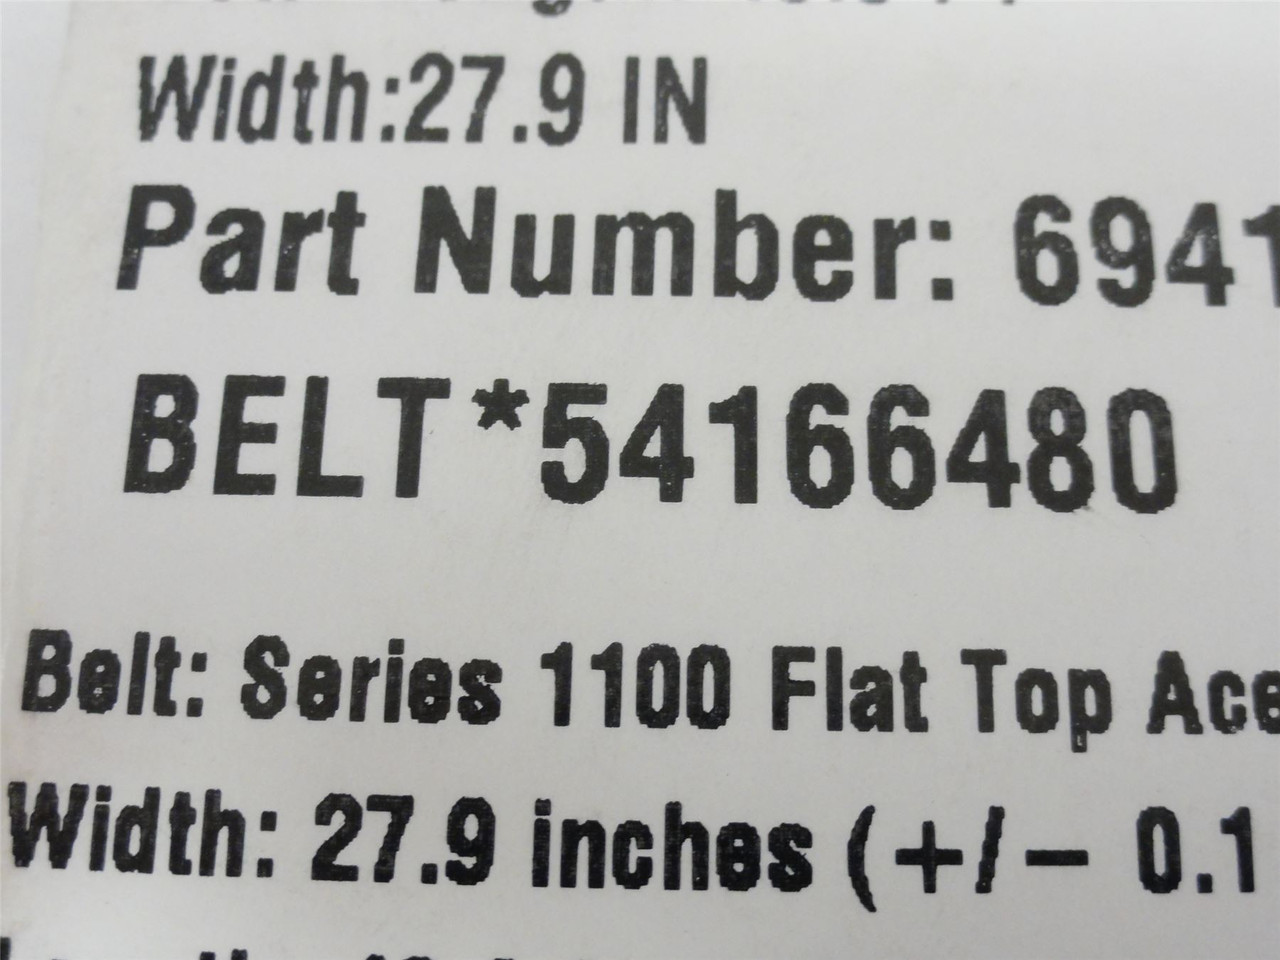 Width:27.9 IN
Part Number: 6941
BELT*54166480
Belt: Series 1100 Flat Top Ace
Width: 27.9 inches (+/- 0.1